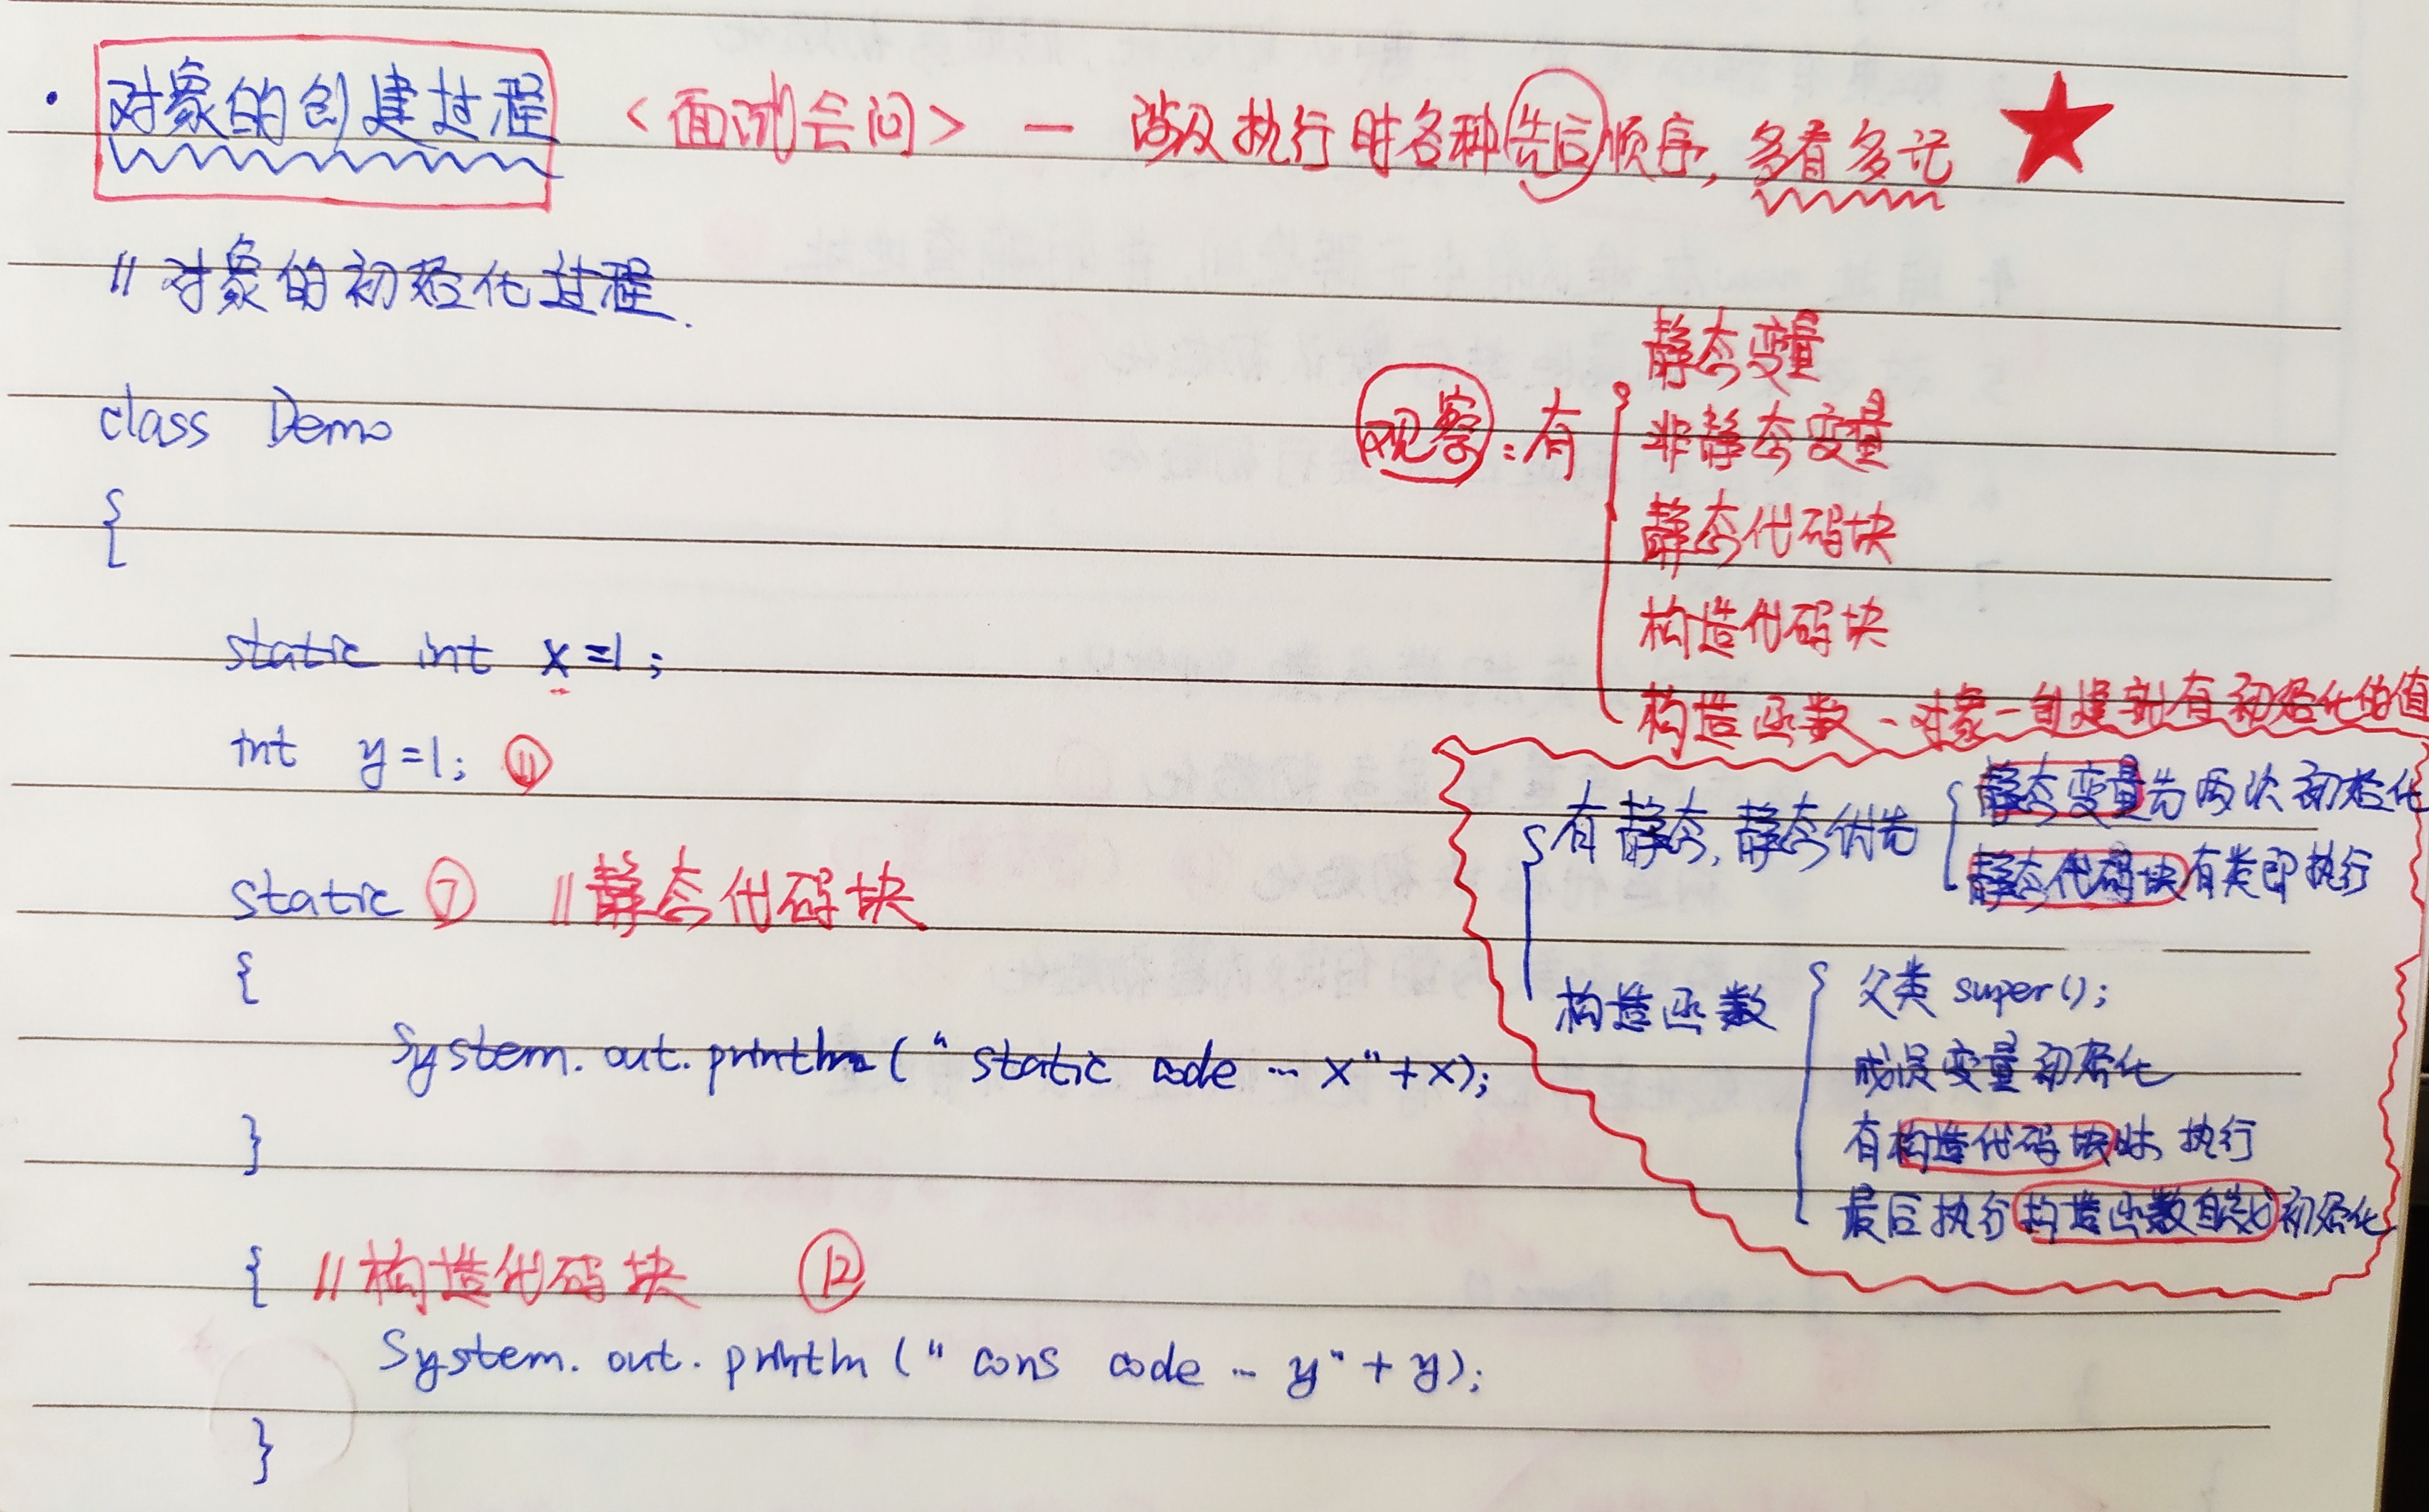 · 对象的创建过程 <面试会问> — 涉及执行时各种先后顺序, 多看多记 ★
// 对象的初始化过程.
class Demo
{
static int x=1;
int y=1; ⑪
static ⑦ //静态代码块
{
System.out.println("static code … x"+x);
}
{ //构造代码块 ⑫
System.out.println("cons code … y"+y);
}
观察:有
静态变量
非静态变量
静态代码块
构造代码块
构造函数 - 对象一创建就有初始化的值
有静态,静态优先
静态变量先两次初始化
静态代码块有类即执行
构造函数
父类 super();
成员变量初始化
有构造代码块时 执行
最后执行构造函数自身的初始化